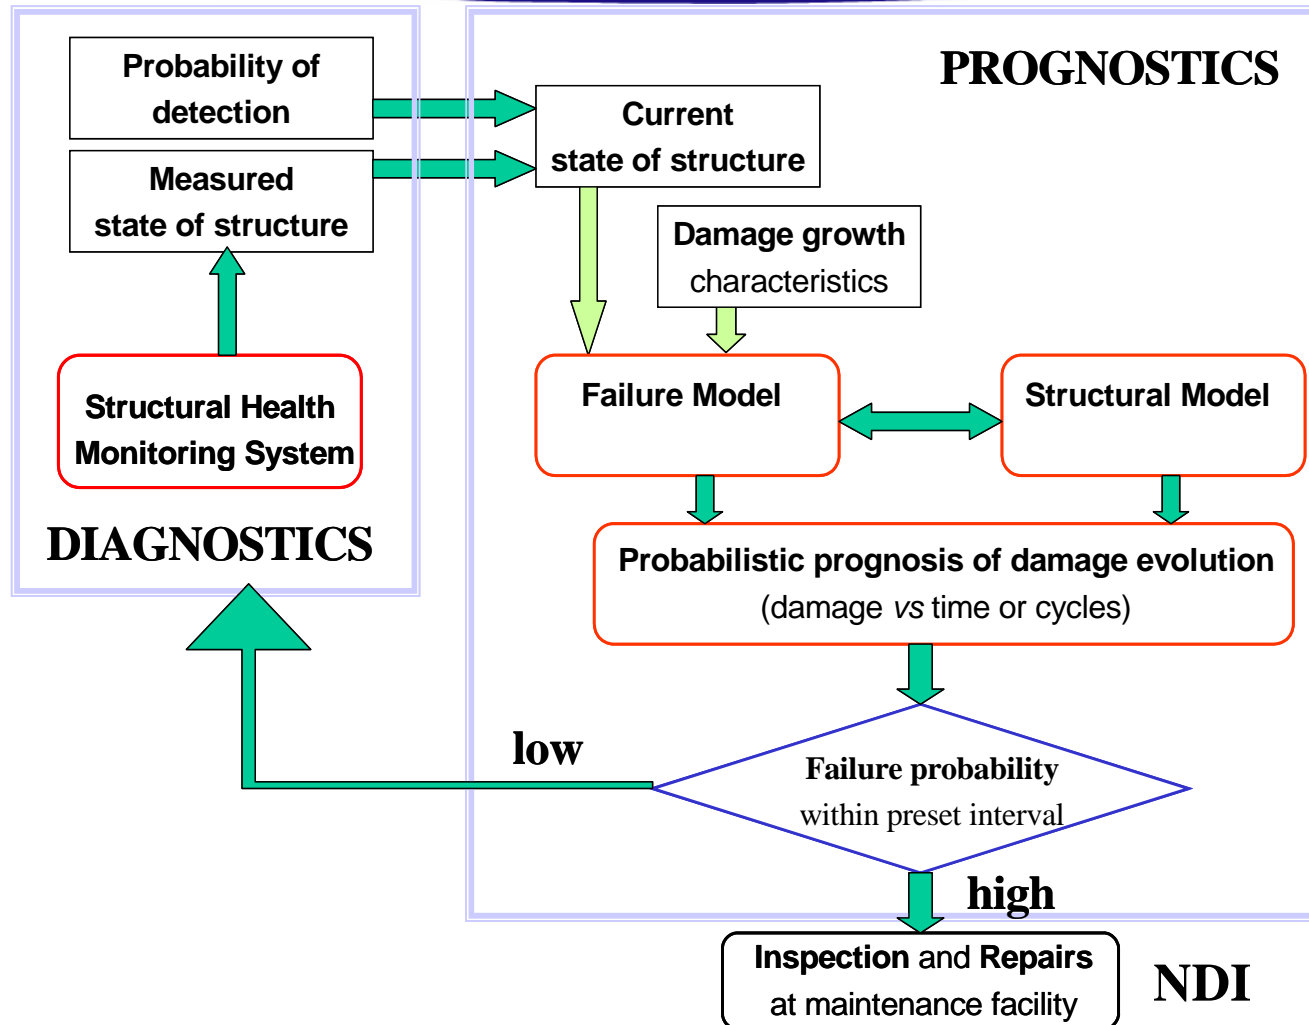 PROGNOSTICS
Probability of
detection
Current
state of structure
Measured
state of structure
Damage growth
characteristics
Structural Health
Monitoring System
Failure Model
Structural Model
DIAGNOSTICS
Probabilistic prognosis of damage evolution
(damage vs time or cycles)
low
Failure probability
within preset interval
high
Inspection and Repairs
at maintenance facility
NDI